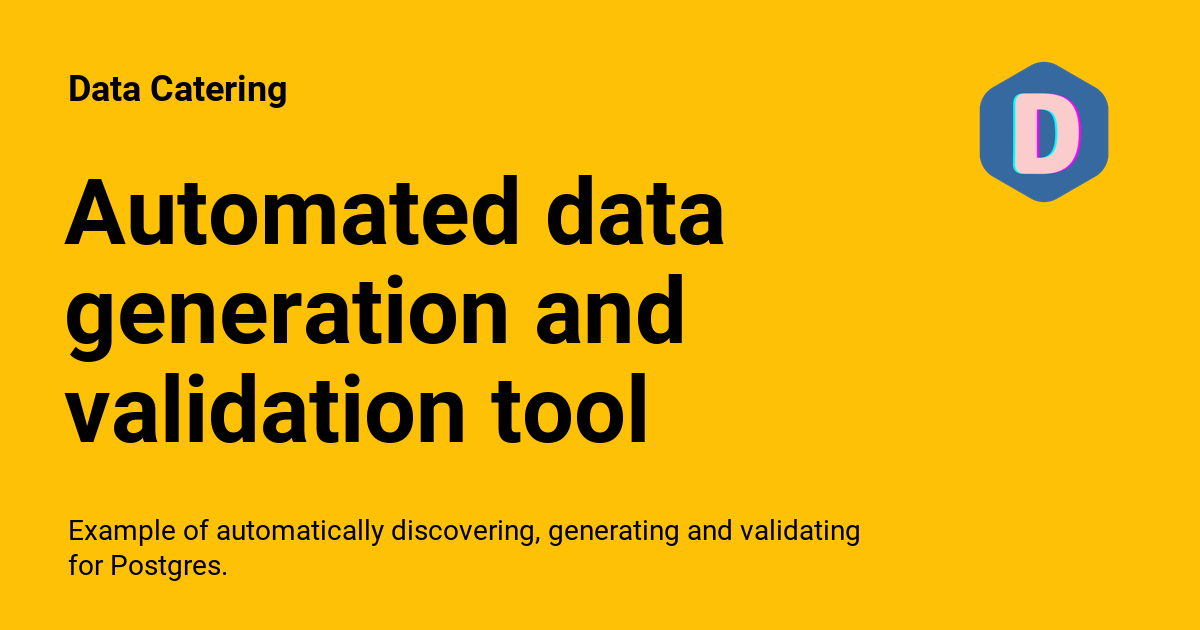 Data Catering
D
Automated data
generation and
validation tool
Example of automatically discovering, generating and validating
for Postgres.